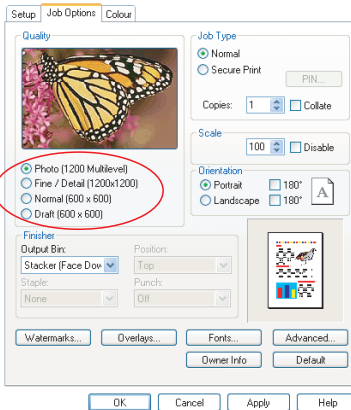 Setup Job Options Colour
Quality
Photo (1200 Multilevel)
Fine / Detail (1200x1200)
Normal (600 x 600)
Draft (600 x 600)
Job Type
Normal
Secure Print
PIN...
Copies: 1 Collate
Scale
100 Disable
Orientation
Portrait 180°
Landscape 180°
A
Finisher
Output Bin: Position:
Stacker (Face Dow Top
Staple: Punch:
None Off
Watermarks... Overlays... Fonts... Advanced...
Owner Info Default
OK Cancel Apply Help